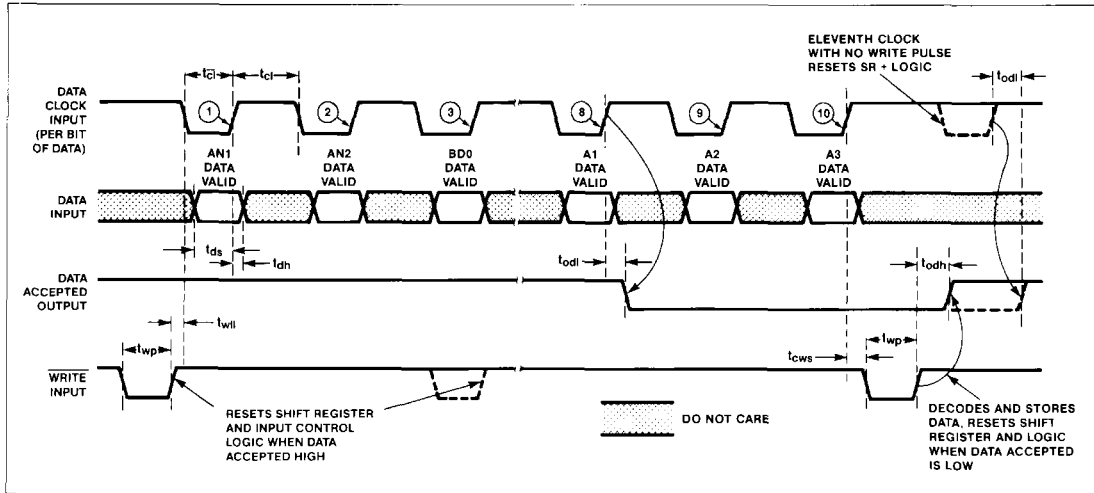 ELEVENTH CLOCK
WITH NO WRITE PULSE
RESETS SR + LOGIC
DATA
CLOCK
INPUT
(PER BIT
OF DATA)
tcl
tcl
todl
1
2
3
8
9
10
AN1
DATA
VALID
AN2
DATA
VALID
BD0
DATA
VALID
A1
DATA
VALID
A2
DATA
VALID
A3
DATA
VALID
DATA
INPUT
tds
tdh
todl
todh
DATA
ACCEPTED
OUTPUT
twll
twp
tcws
twp
WRITE
INPUT
RESETS SHIFT REGISTER
AND INPUT CONTROL
LOGIC WHEN DATA
ACCEPTED HIGH
DO NOT CARE
DECODES AND STORES
DATA, RESETS SHIFT
REGISTER AND LOGIC
WHEN DATA ACCEPTED
IS LOW